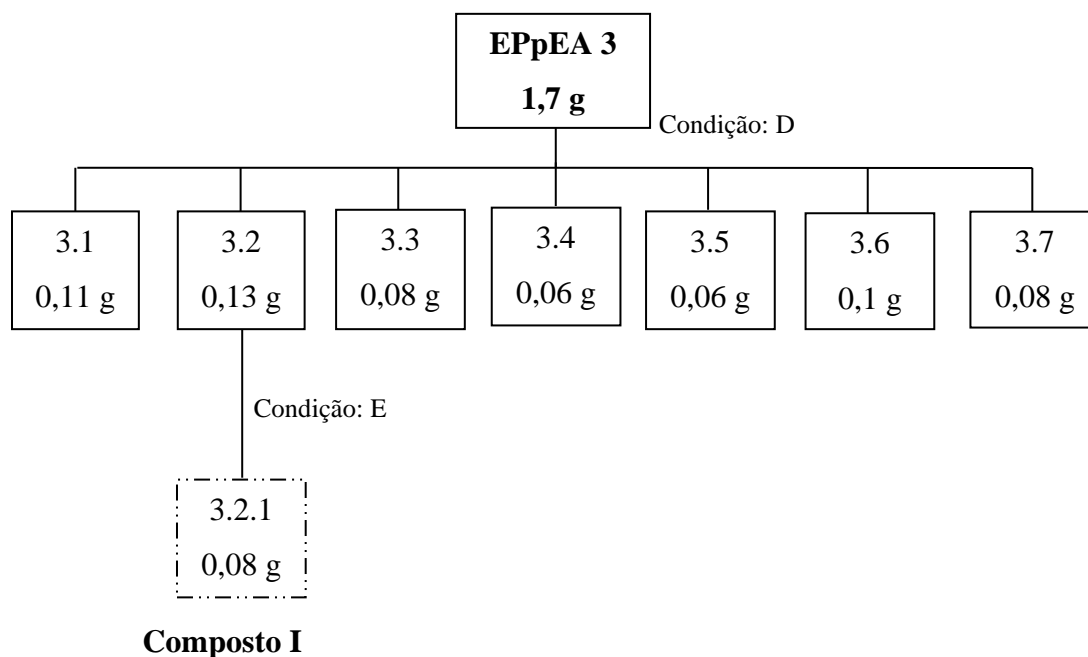 EPpEA 3
1,7 g
Condição: D
3.1
0,11 g
3.2
0,13 g
3.3
0,08 g
3.4
0,06 g
3.5
0,06 g
3.6
0,1 g
3.7
0,08 g
Condição: E
3.2.1
0,08 g
Composto I